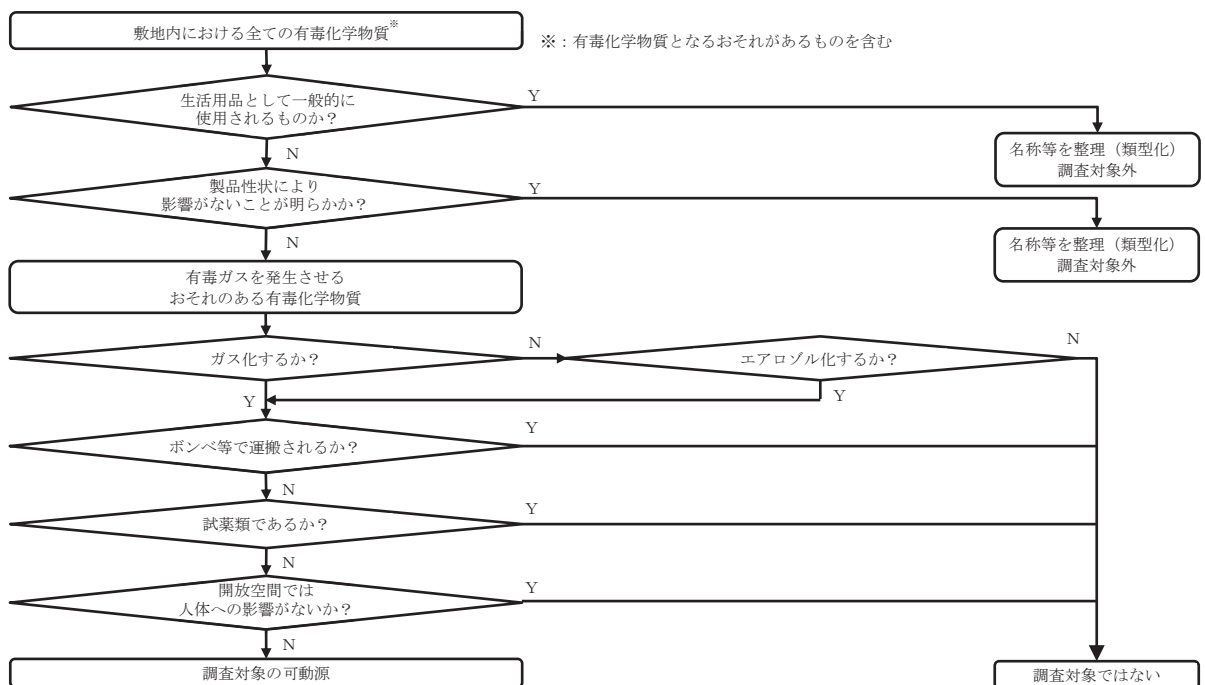 敷地内における全ての有毒化学物質※
※：有毒化学物質となるおそれがあるものを含む
生活用品として一般的に
使用されるものか？
Y
N
名称等を整理（類型化）
調査対象外
製品性状により
影響がないことが明らかか？
Y
N
名称等を整理（類型化）
調査対象外
有毒ガスを発生させる
おそれのある有毒化学物質
ガス化するか？
N
エアロゾル化するか？
N
Y
Y
ボンベ等で運搬されるか？
Y
N
試薬類であるか？
Y
N
開放空間では
人体への影響がないか？
Y
N
調査対象の可動源
調査対象ではない